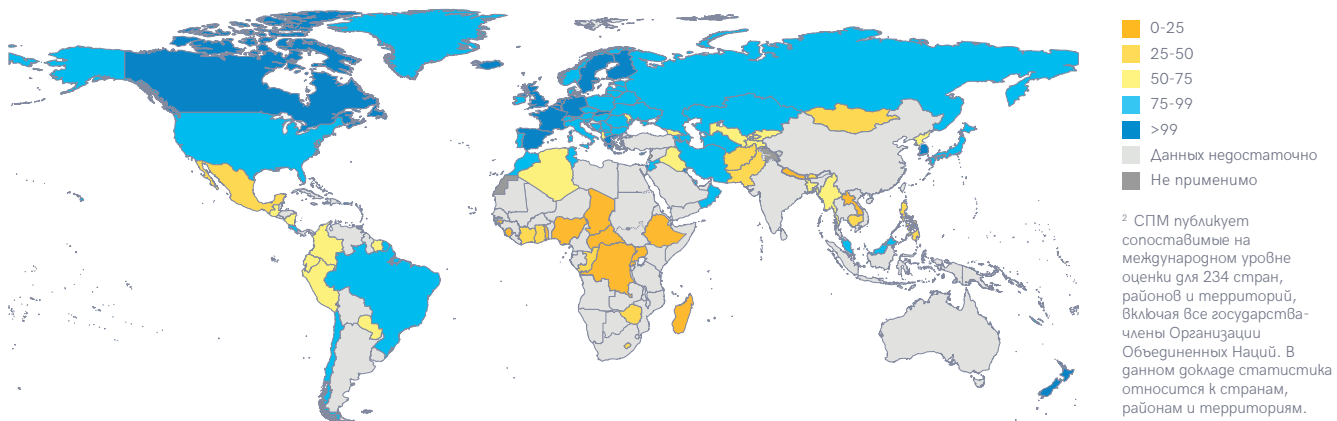 0-25
25-50
50-75
75-99
>99
Данных недостаточно
Не применимо
² СПМ публикует
сопоставимые на
международном уровне
оценки для 234 стран,
районов и территорий,
включая все государства-
члены Организации
Объединенных Наций. В
данном докладе статистика
относится к странам,
районам и территориям.